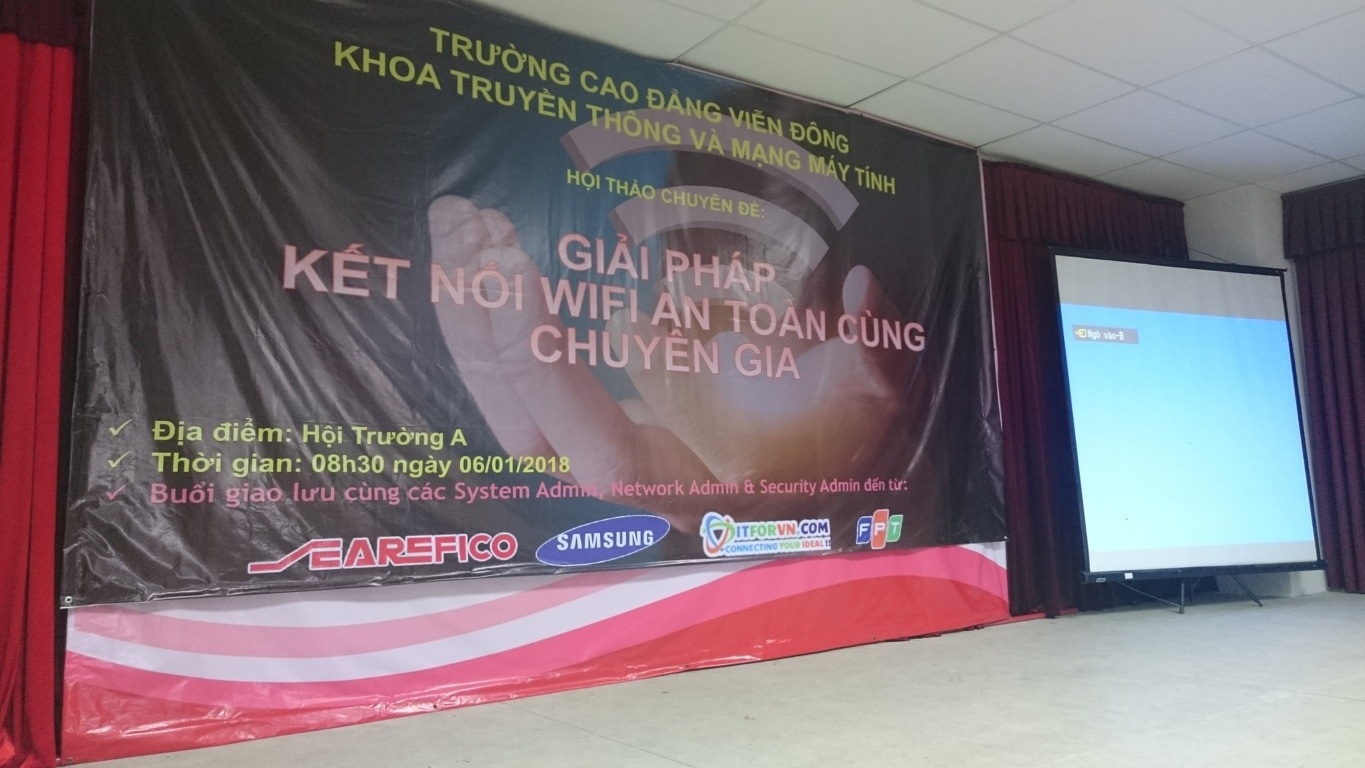 TRƯỜNG CAO ĐẲNG VIỄN ĐÔNG
KHOA TRUYỀN THÔNG VÀ MẠNG MÁY TÍNH
HỘI THẢO CHUYÊN ĐỀ:
GIẢI PHÁP
KẾT NỐI WIFI AN TOÀN CÙNG
CHUYÊN GIA
Địa điểm: Hội Trường A
Thời gian: 08h30 ngày 06/01/2018
Buổi giao lưu cùng các System Admin, Network Admin & Security Admin đến từ:
SEAREFICO
SAMSUNG
ITFORVN.COM
CONNECTING YOUR IDEAL !!
FPT
Ngõ vào-B